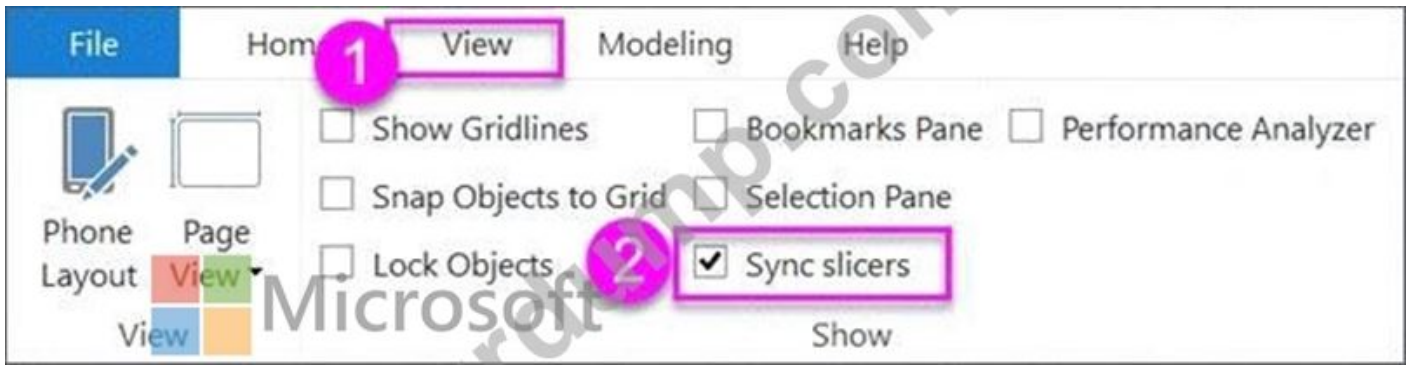 File Hom View Modeling Help
1
Show Gridlines Bookmarks Pane Performance Analyzer
Snap Objects to Grid Selection Pane
Phone Layout
Page View
Lock Objects
2
Sync slicers
Microsoft
View Show